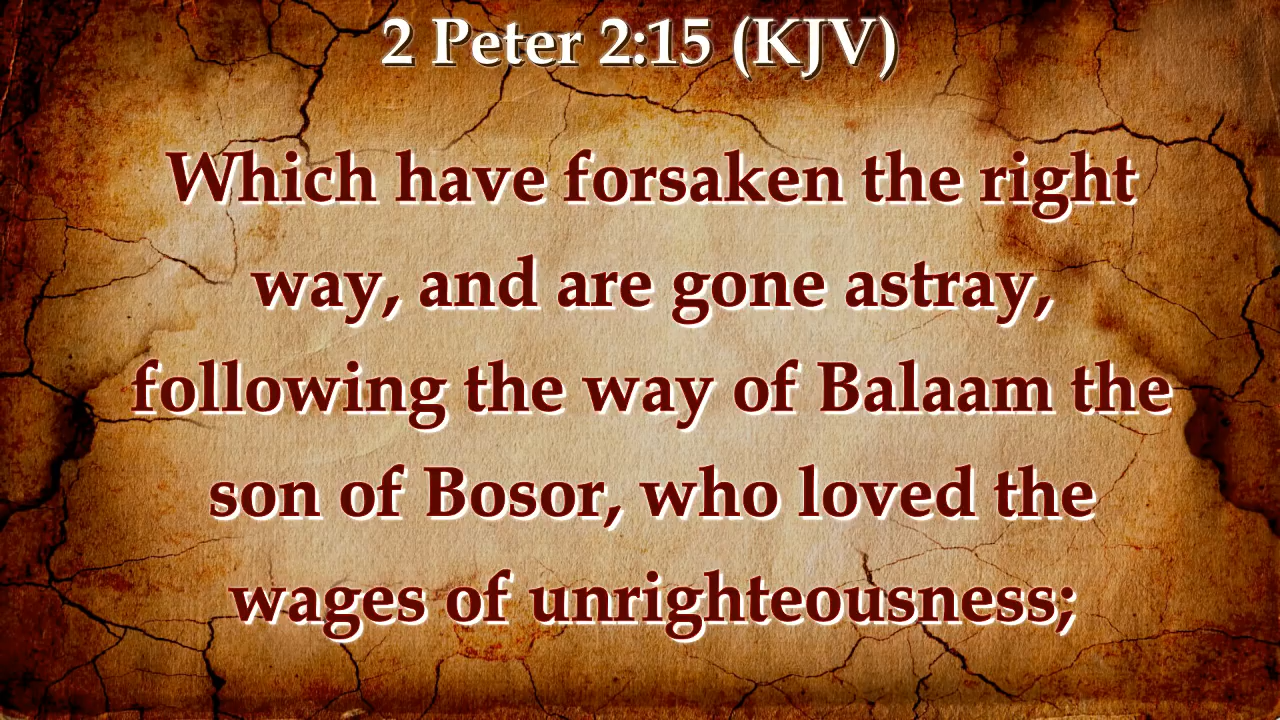 2 Peter 2:15 (KJV)
Which have forsaken the right
way, and are gone astray,
following the way of Balaam the
son of Bosor, who loved the
wages of unrighteousness;